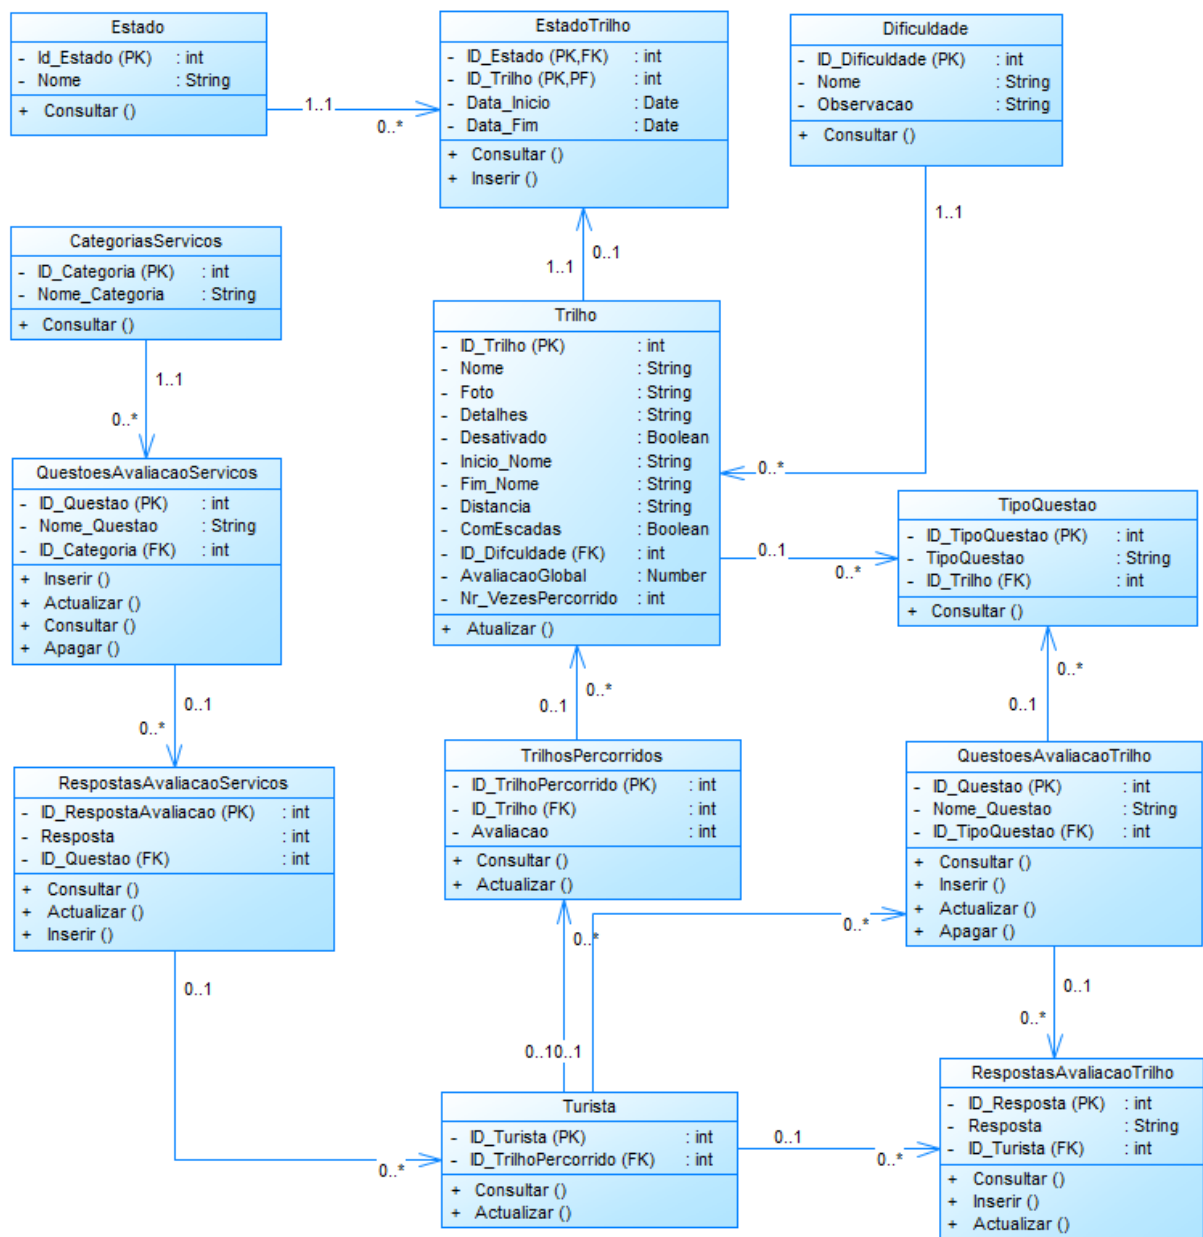 Estado
- Id_Estado (PK) : int
- Nome : String
+ Consultar ()
EstadoTrilho
- ID_Estado (PK,FK) : int
- ID_Trilho (PK,PF) : int
- Data_Inicio : Date
- Data_Fim : Date
+ Consultar ()
+ Inserir ()
Dificuldade
- ID_Dificuldade (PK) : int
- Nome : String
- Observacao : String
+ Consultar ()
1..1
0..*
1..1
0..1
1..1
CategoriasServicos
- ID_Categoria (PK) : int
- Nome_Categoria : String
+ Consultar ()
1..1
0..*
Trilho
- ID_Trilho (PK) : int
- Nome : String
- Foto : String
- Detalhes : String
- Desativado : Boolean
- Inicio_Nome : String
- Fim_Nome : String
- Distancia : String
- ComEscadas : Boolean
- ID_Difculdade (FK) : int
- AvaliacaoGlobal : Number
- Nr_VezesPercorrido : int
+ Atualizar ()
0..*
0..1
0..*
QuestoesAvaliacaoServicos
- ID_Questao (PK) : int
- Nome_Questao : String
- ID_Categoria (FK) : int
+ Inserir ()
+ Actualizar ()
+ Consultar ()
+ Apagar ()
TipoQuestao
- ID_TipoQuestao (PK) : int
- TipoQuestao : String
- ID_Trilho (FK) : int
+ Consultar ()
0..1
0..*
0..*
0..1
0..*
0..1
RespostasAvaliacaoServicos
- ID_RespostaAvaliacao (PK) : int
- Resposta : int
- ID_Questao (FK) : int
+ Consultar ()
+ Actualizar ()
+ Inserir ()
TrilhosPercorridos
- ID_TrilhoPercorrido (PK) : int
- ID_Trilho (FK) : int
- Avaliacao : int
+ Consultar ()
+ Actualizar ()
QuestoesAvaliacaoTrilho
- ID_Questao (PK) : int
- Nome_Questao : String
- ID_TipoQuestao (FK) : int
+ Consultar ()
+ Inserir ()
+ Actualizar ()
+ Apagar ()
0..*
0..*
0..1
0..1
0..*
0..10..1
Turista
- ID_Turista (PK) : int
- ID_TrilhoPercorrido (FK) : int
+ Consultar ()
+ Actualizar ()
0..*
0..1
0..*
RespostasAvaliacaoTrilho
- ID_Resposta (PK) : int
- Resposta : String
- ID_Turista (FK) : int
+ Consultar ()
+ Inserir ()
+ Actualizar ()